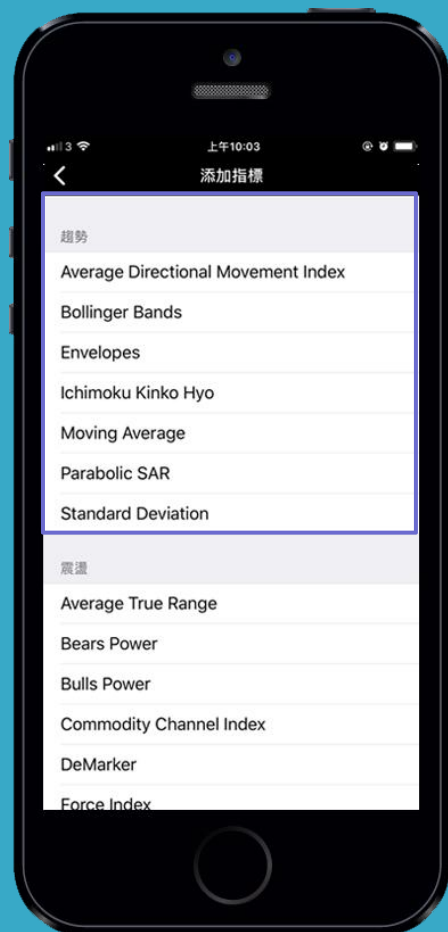 3
上午10:03
添加指標
趨勢
Average Directional Movement Index
Bollinger Bands
Envelopes
Ichimoku Kinko Hyo
Moving Average
Parabolic SAR
Standard Deviation
震盪
Average True Range
Bears Power
Bulls Power
Commodity Channel Index
DeMarker
Force Index